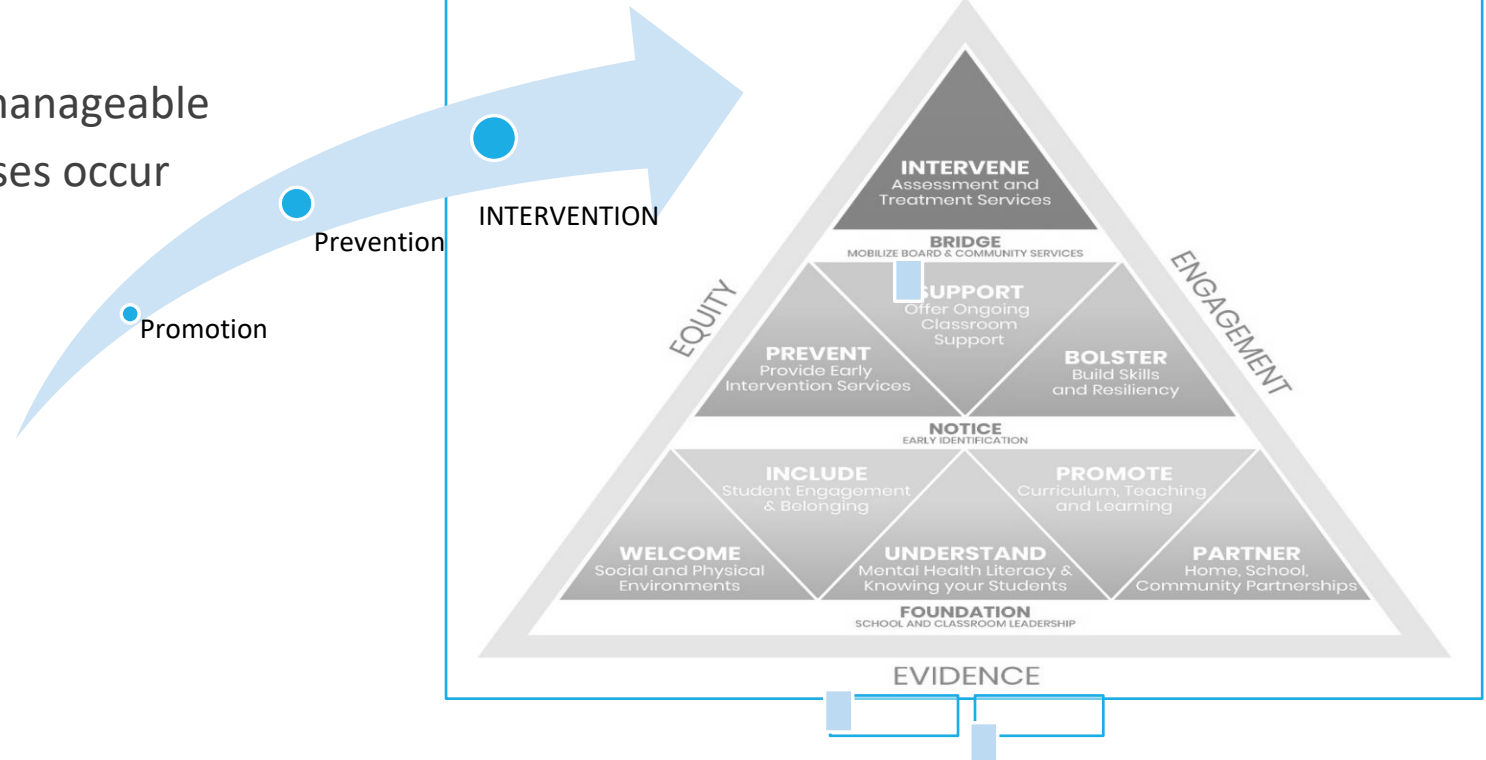 manageable
ses occur
Promotion
Prevention
INTERVENTION
EQUITY
ENGAGEMENT
EVIDENCE
INTERVENE
Assessment and
Treatment Services
BRIDGE
MOBILIZE BOARD & COMMUNITY SERVICES
SUPPORT
Offer Ongoing
Classroom
Support
PREVENT
Provide Early
Intervention Services
BOLSTER
Build Skills
and Resiliency
NOTICE
EARLY IDENTIFICATION
INCLUDE
Student Engagement
& Belonging
PROMOTE
Curriculum, Teaching
and Learning
WELCOME
Social and Physical
Environments
UNDERSTAND
Mental Health Literacy &
Knowing your Students
PARTNER
Home, School,
Community Partnerships
FOUNDATION
SCHOOL AND CLASSROOM LEADERSHIP